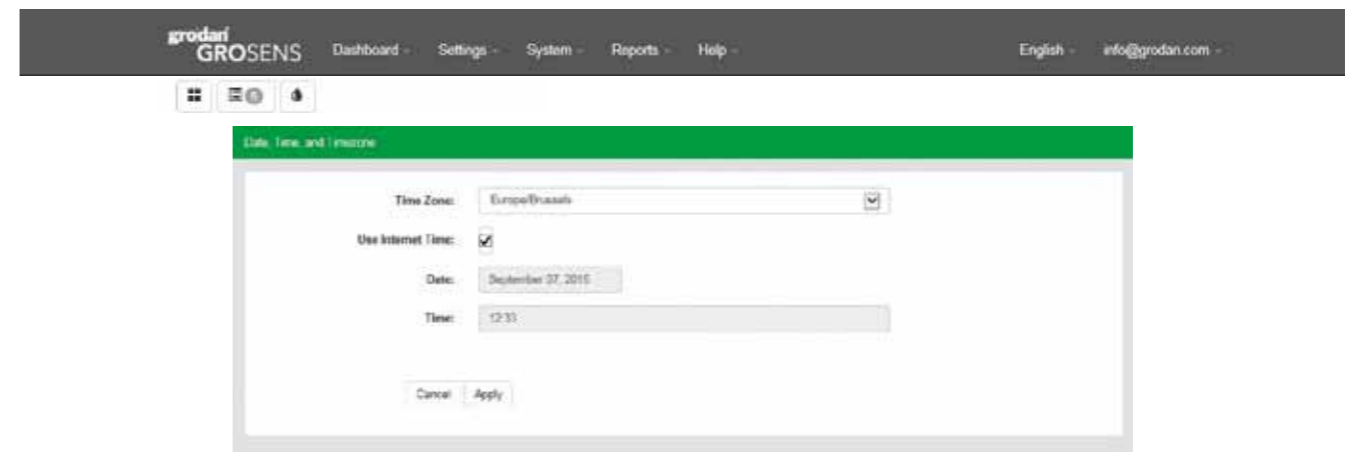 grodan
GROSENS Dashboard Settings System Reports Help English info@grodan.com
Date, Time, and Timezone
Time Zone: Europe/Brussels
Use Internet Time:
Date: September 2015
Time: 12:33
Cancel Apply